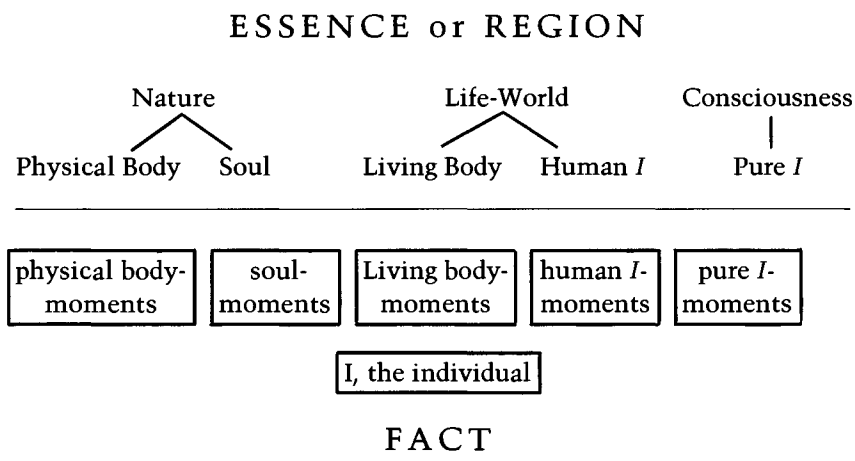 ESSENCE or REGION
Nature Life-World Consciousness
Physical Body Soul Living Body Human I Pure I
physical body- soul- Living body- human I- pure I-
moments moments moments moments moments
I, the individual
FACT